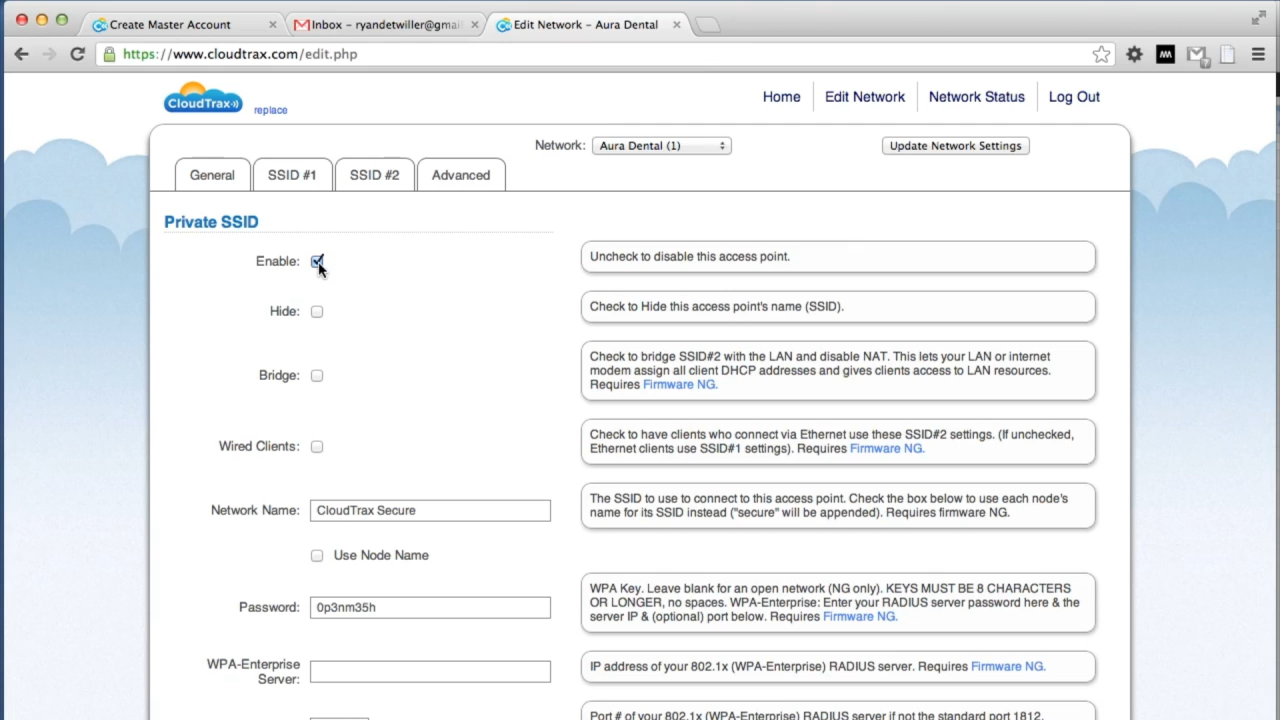 Create Master Account
Inbox – ryandetwiller@gmai
Edit Network – Aura Dental
https://www.cloudtrax.com/edit.php
CloudTrax
replace
Home
Edit Network
Network Status
Log Out
Network:
Aura Dental (1)
Update Network Settings
General
SSID #1
SSID #2
Advanced
Private SSID
Enable:
Uncheck to disable this access point.
Hide:
Check to Hide this access point's name (SSID).
Bridge:
Check to bridge SSID#2 with the LAN and disable NAT. This lets your LAN or internet
modem assign all client DHCP addresses and gives clients access to LAN resources.
Requires Firmware NG.
Wired Clients:
Check to have clients who connect via Ethernet use these SSID#2 settings. (If unchecked,
Ethernet clients use SSID#1 settings). Requires Firmware NG.
Network Name:
CloudTrax Secure
The SSID to use to connect to this access point. Check the box below to use each node's
name for its SSID instead ("secure" will be appended). Requires firmware NG.
Use Node Name
Password:
0p3nm35h
WPA Key. Leave blank for an open network (NG only). KEYS MUST BE 8 CHARACTERS
OR LONGER, no spaces. WPA-Enterprise: Enter your RADIUS server password here & the
server IP & (optional) port below. Requires Firmware NG.
WPA-Enterprise
Server:
IP address of your 802.1x (WPA-Enterprise) RADIUS server. Requires Firmware NG.
Port # of your 802.1x (WPA-Enterprise) RADIUS server if not the standard port 1812.